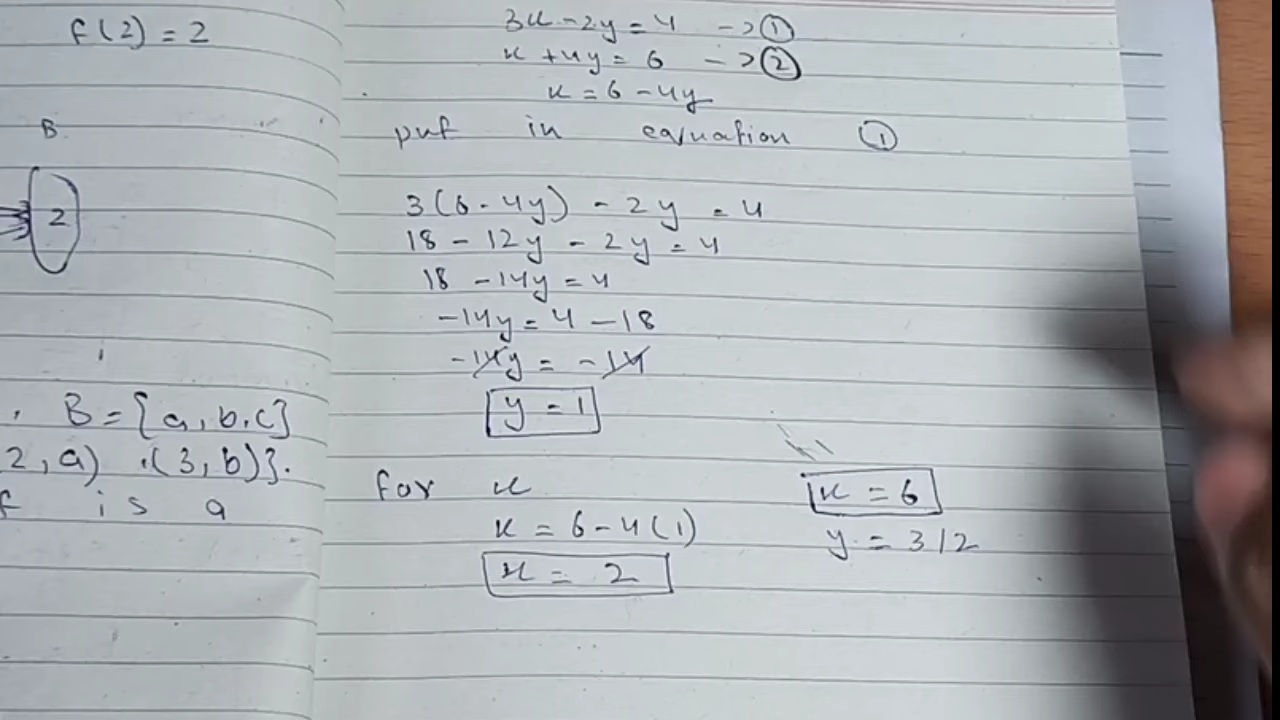 f(2) = 2
B
2
B = {a, b, c}
2, a) , (3, b)}.
f is a
3x - 2y = 4 -> ①
x + 4y = 6 -> ②
x = 6 - 4y
put in equation ①
3(6 - 4y) - 2y = 4
18 - 12y - 2y = 4
18 - 14y = 4
-14y = 4 - 18
-14y = -14
y = 1
for x
x = 6 - 4(1)
x = 2
x = 6
y = 3/2